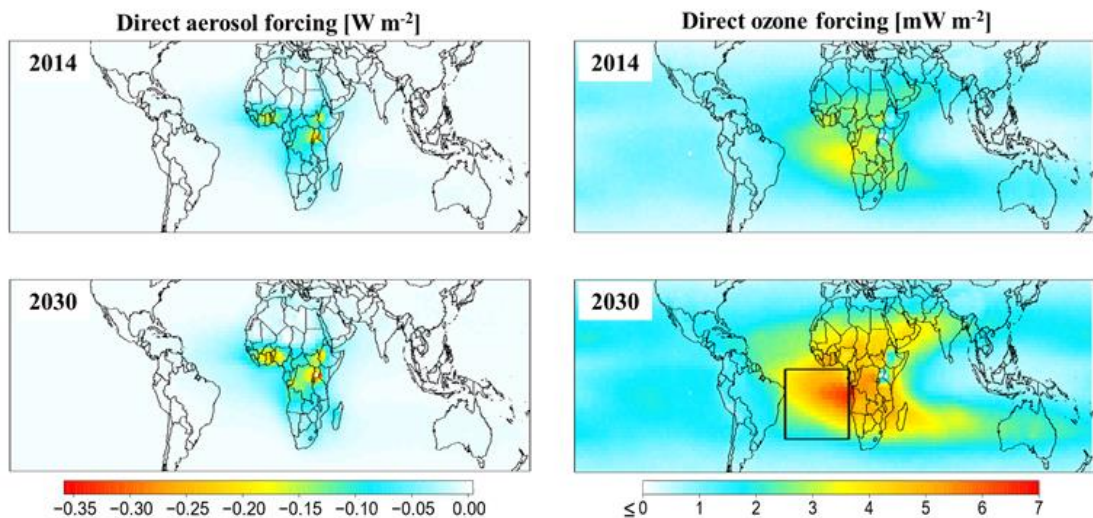 Direct aerosol forcing [W m⁻²]
Direct ozone forcing [mW m⁻²]
2014
2014
2030
2030
−0.35 −0.30 −0.25 −0.20 −0.15 −0.10 −0.05 0.00
≤ 0 1 2 3 4 5 6 7